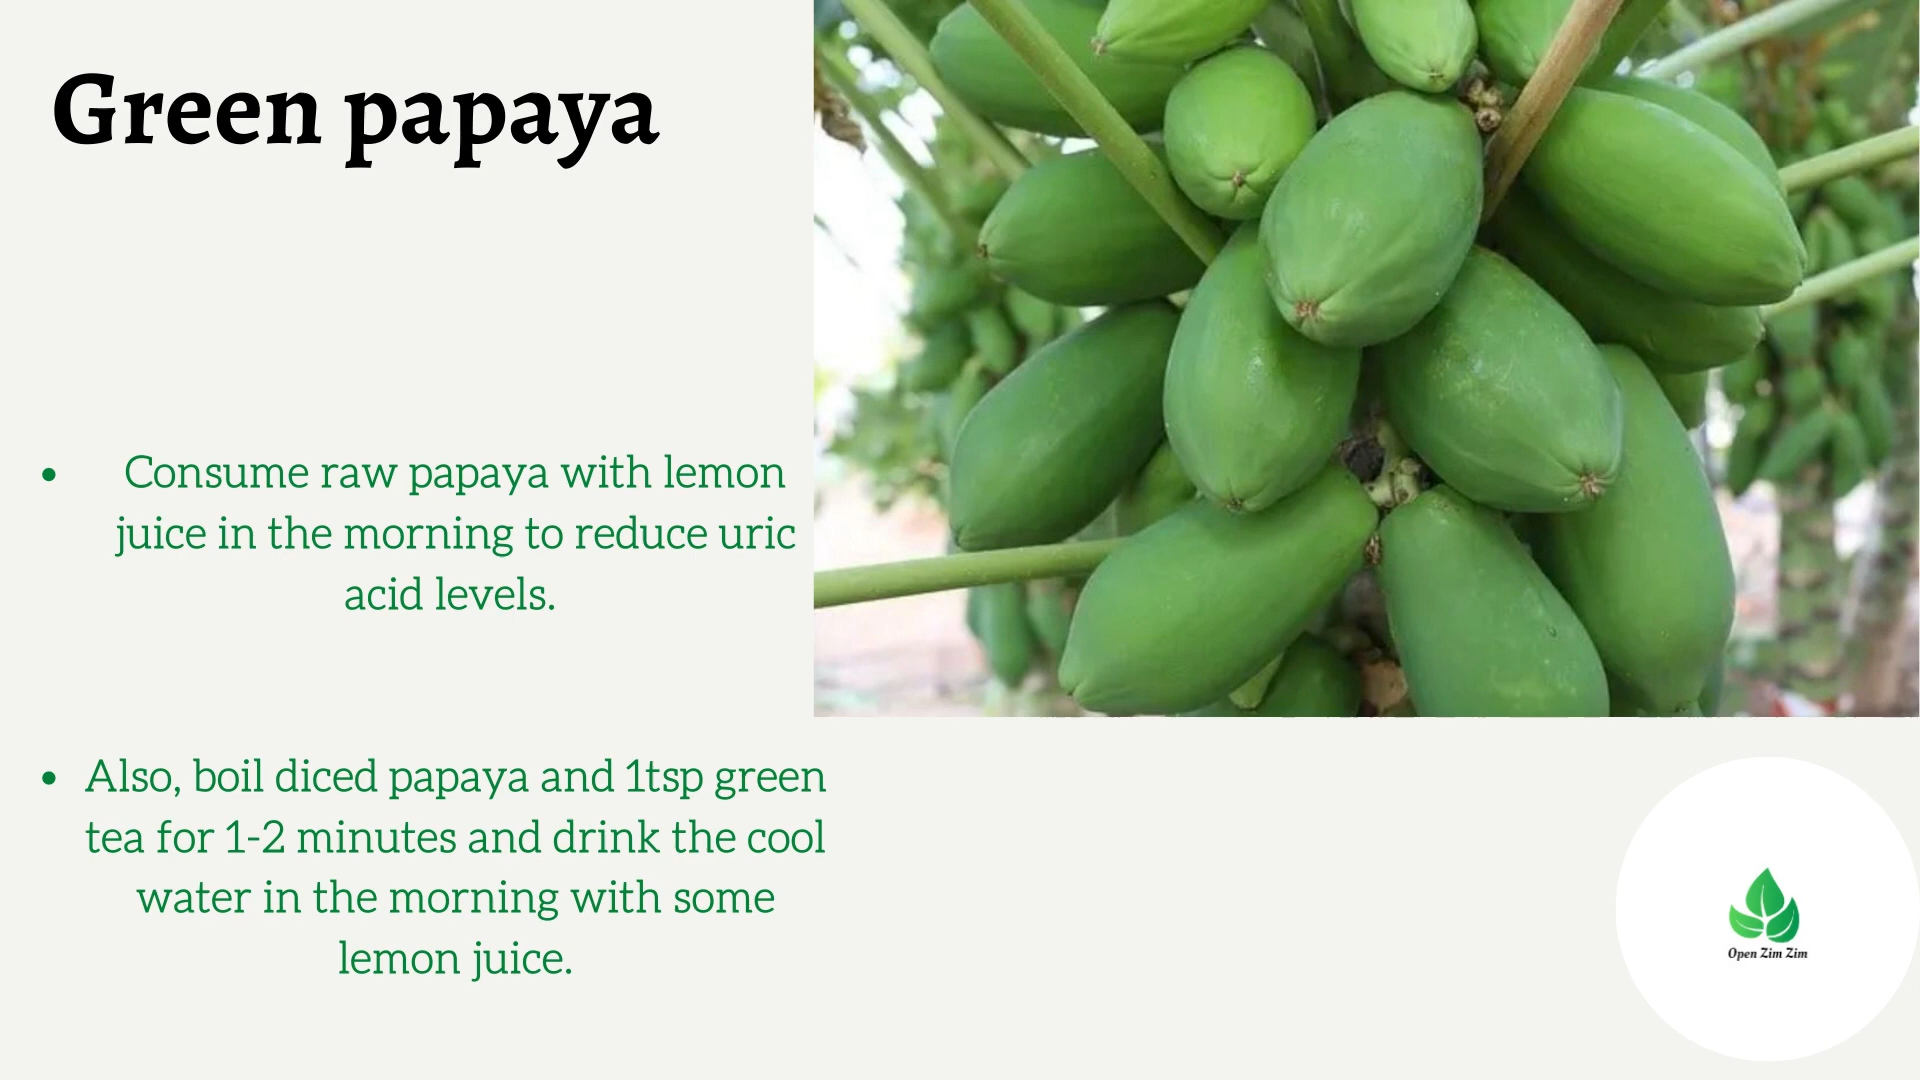 Green papaya
• Consume raw papaya with lemon
juice in the morning to reduce uric
acid levels.
• Also, boil diced papaya and 1tsp green
tea for 1-2 minutes and drink the cool
water in the morning with some
lemon juice.
Open Zim Zim